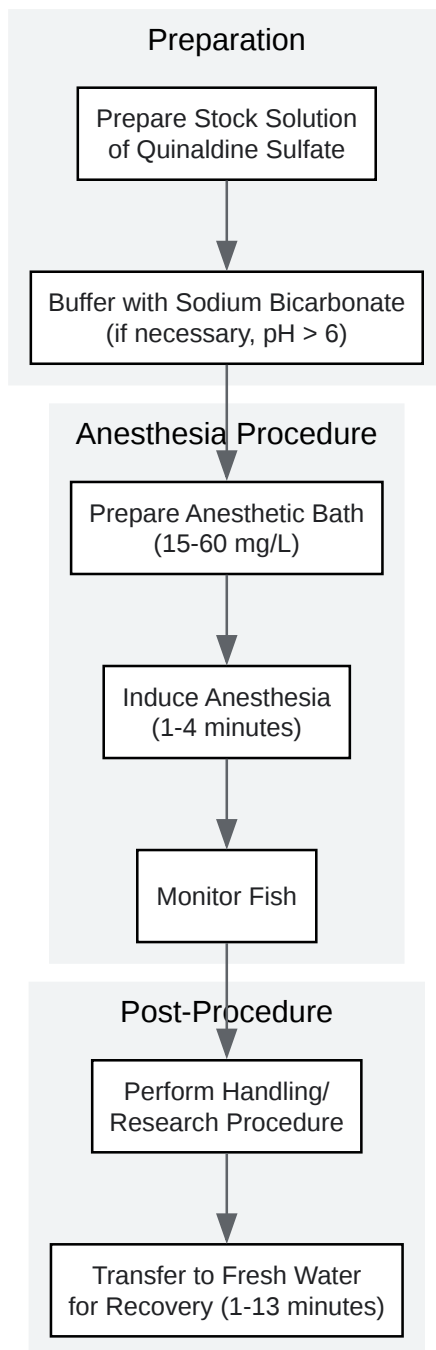 Preparation
Prepare Stock Solution
of Quinaldine Sulfate
Buffer with Sodium Bicarbonate
(if necessary, pH > 6)
Anesthesia Procedure
Prepare Anesthetic Bath
(15-60 mg/L)
Induce Anesthesia
(1-4 minutes)
Monitor Fish
Post-Procedure
Perform Handling/
Research Procedure
Transfer to Fresh Water
for Recovery (1-13 minutes)